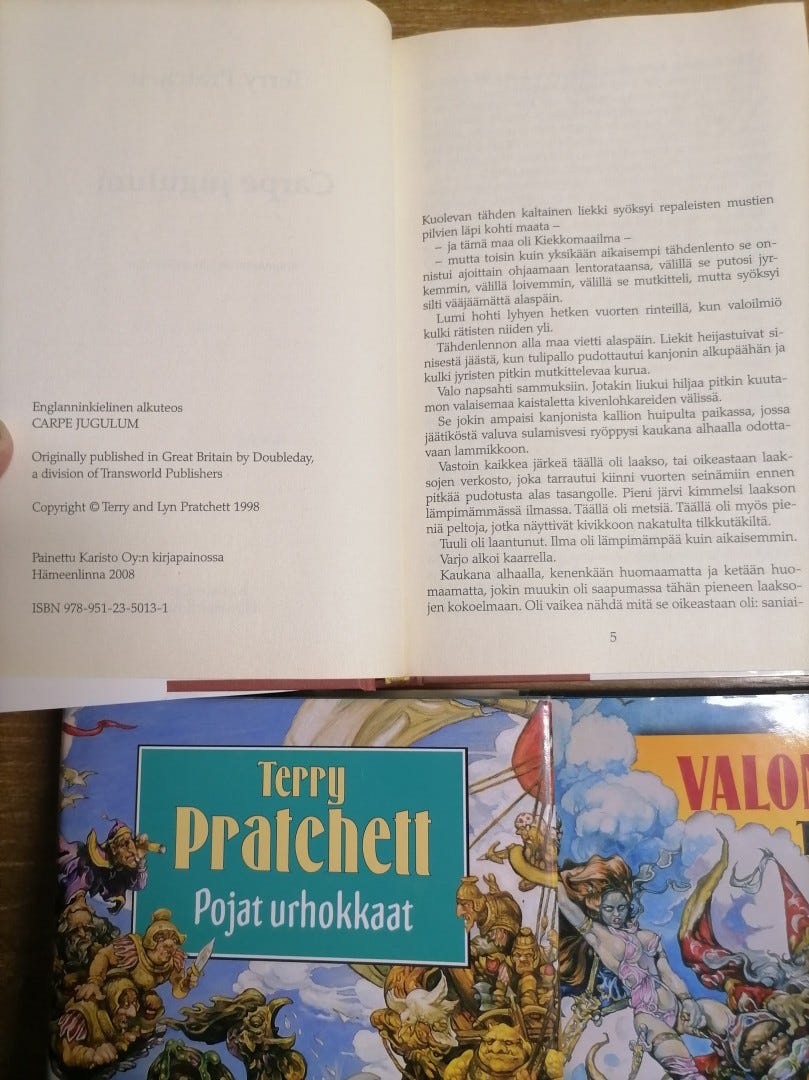 Englanninkielinen alkuteos
CARPE JUGULUM
Originally published in Great Britain by Doubleday,
a division of Transworld Publishers
Copyright © Terry and Lyn Pratchett 1998
Painettu Karisto Oy:n kirjapainossa
Hämeenlinna 2008
ISBN 978-951-23-5013-1
Kuolevan tähden kaltainen liekki syöksyi repaleisten mustien
pilvien läpi kohti maata –
– ja tämä maa oli Kiekkomaailma –
– mutta toisin kuin yksikään aikaisempi tähdenlento se on-
nistui ajoittain ohjaamaan lentorataansa, välillä se putosi jyr-
kemmin, välillä loivemmin, välillä se mutkitteli, mutta syöksyi
silti vääjäämättä alaspäin.
Lumi hohti lyhyen hetken vuorten rinteillä, kun valoilmiö
kulki rätisten niiden yli.
Tähdenlennon alla maa vietti alaspäin. Liekit heijastuivat si-
nisestä jäästä, kun tulipallo pudottautui kanjonin alkupäähän ja
kulki jyristen pitkin mutkittelevaa kurua.
Valo napsahti sammuksiin. Jotakin liukui hiljaa pitkin kuuta-
mon valaisemaa kaistaletta kivenlohkareiden välissä.
Se jokin ampaisi kanjonista kallion huipulta paikassa, jossa
jäätiköstä valuva sulamisvesi ryöppysi kaukana alhaalla odotta-
vaan lammikkoon.
Vastoin kaikkea järkeä täällä oli laakso, tai oikeastaan laak-
sojen verkosto, joka tarrautui kiinni vuorten seinämiin ennen
pitkää pudotusta alas tasangolle. Pieni järvi kimmelsi laakson
lämpimämmässä ilmassa. Täällä oli metsiä. Täällä oli myös pie-
niä peltoja, jotka näyttivät kivikkoon nakatulta tilkkutäkiltä.
Tuuli oli laantunut. Ilma oli lämpimämpää kuin aikaisemmin.
Varjo alkoi kaarrella.
Kaukana alhaalla, kenenkään huomaamatta ja ketään huo-
maamatta, jokin muukin oli saapumassa tähän pieneen laakso-
jen kokoelmaan. Oli vaikea nähdä mitä se oikeastaan oli: saniai-
5
Terry
Pratchett
Pojat urhokkaat